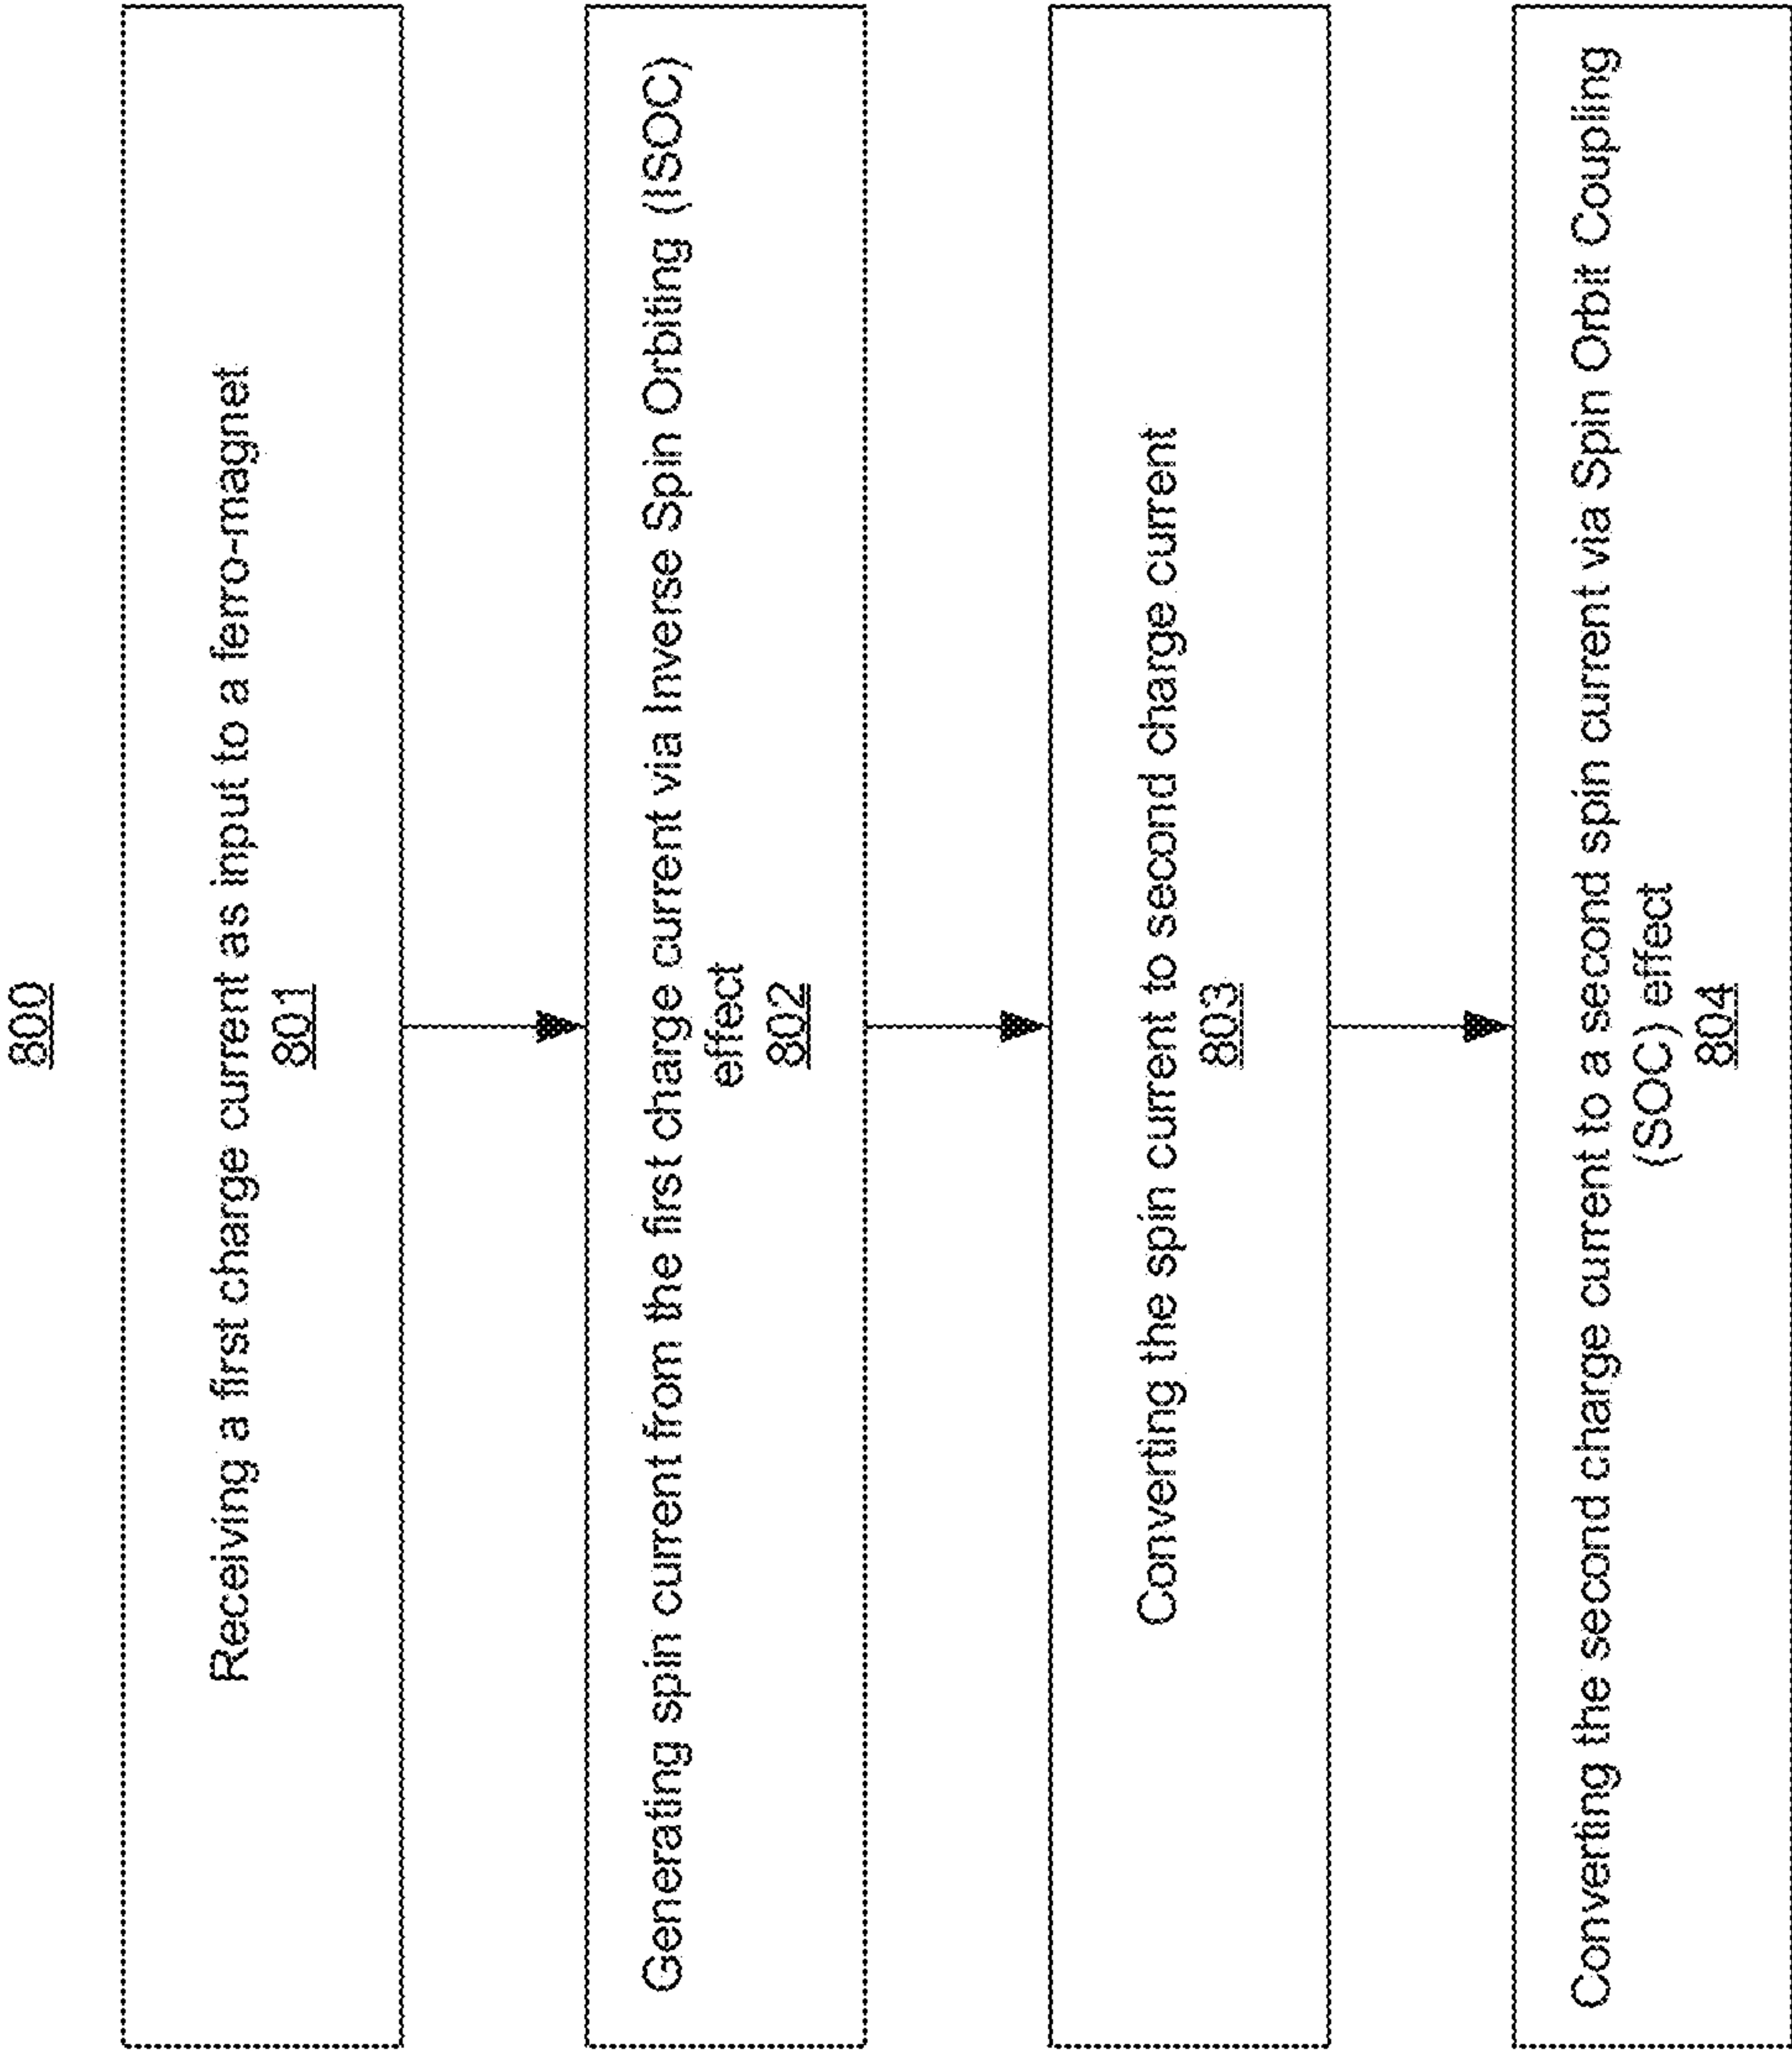 800
Receiving a first charge current as input to a ferro-magnet
801
Generating spin current from the first charge current via Inverse Spin Orbiting (ISOC)
effect
802
Converting the spin current to second charge current
803
Converting the second charge current to a second spin current via Spin Orbit Coupling
(SOC) effect
804